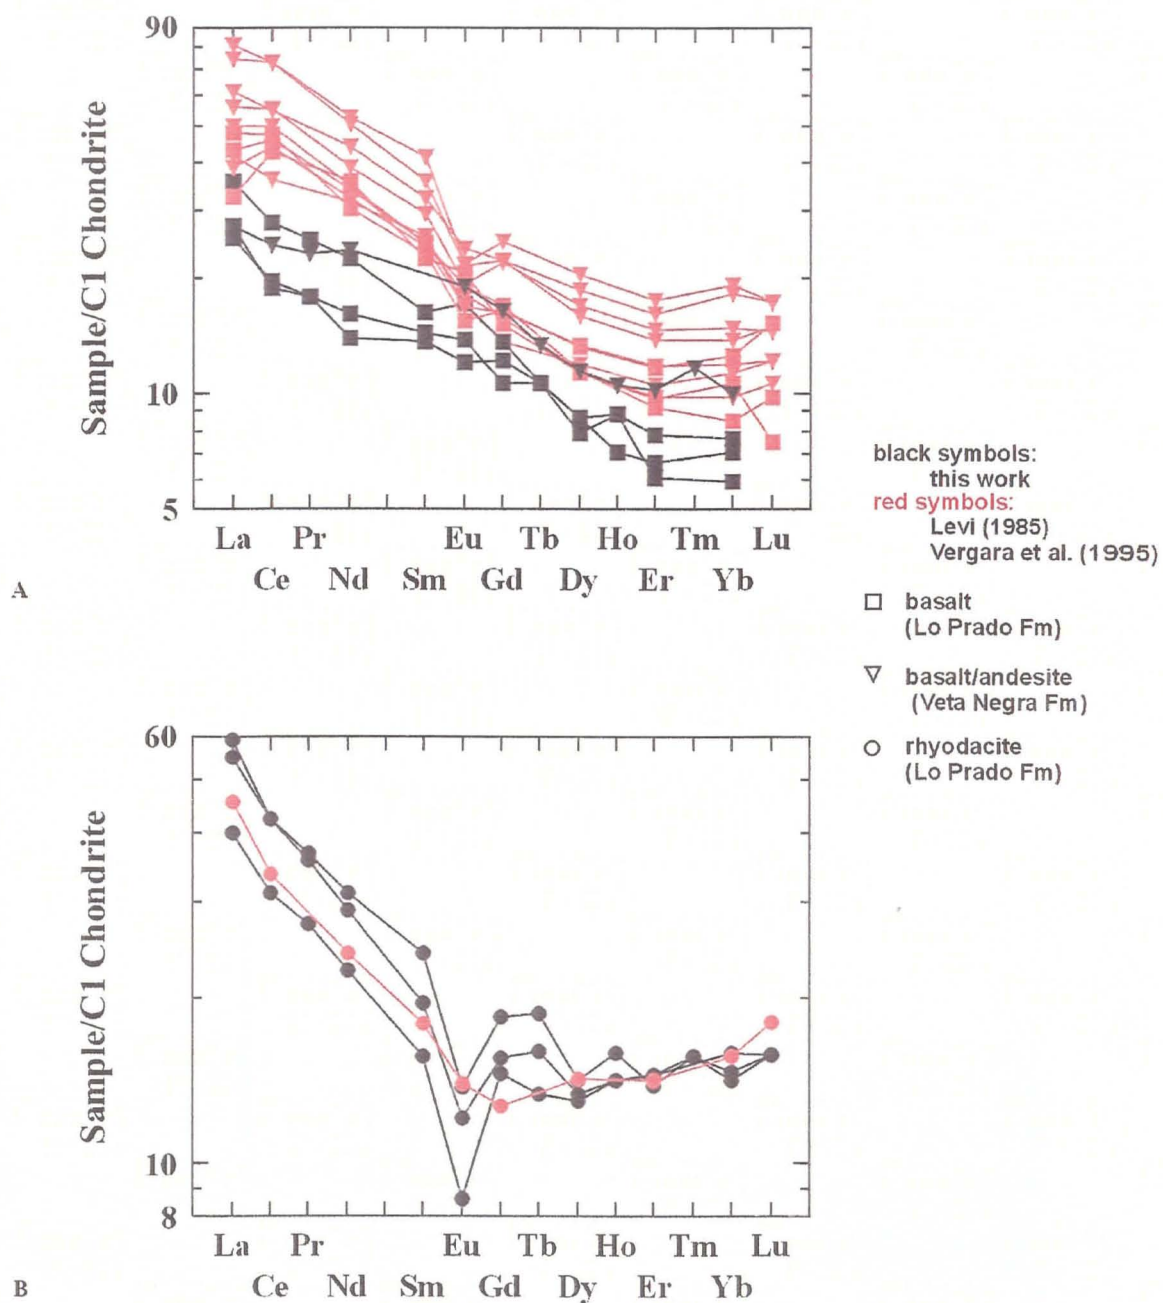 90
Sample/C1 Chondrite
10
5
La Pr Eu Tb Ho Tm Lu
Ce Nd Sm Gd Dy Er Yb
A
black symbols:
this work
red symbols:
Levi (1985)
Vergara et al. (1995)
basalt
(Lo Prado Fm)
basalt/andesite
(Veta Negra Fm)
rhyodacite
(Lo Prado Fm)
60
Sample/C1 Chondrite
10
8
La Pr Eu Tb Ho Tm Lu
Ce Nd Sm Gd Dy Er Yb
B